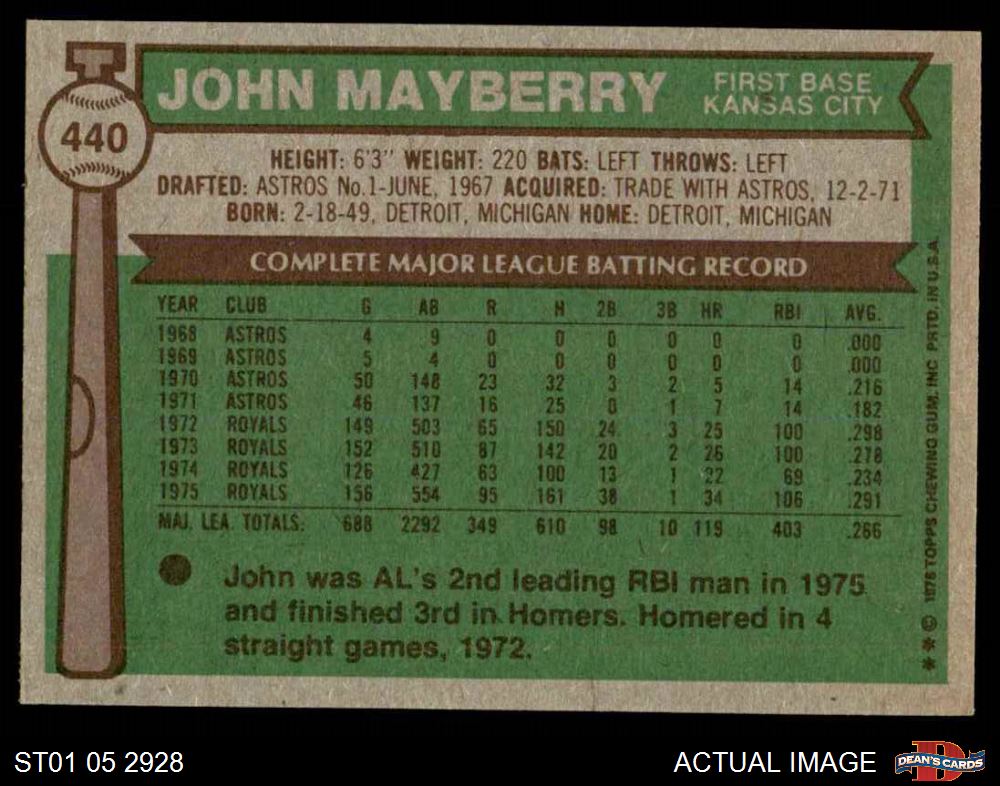 JOHN MAYBERRY FIRST BASE
KANSAS CITY
440
HEIGHT: 6'3" WEIGHT: 220 BATS: LEFT THROWS: LEFT
DRAFTED: ASTROS No.1-JUNE, 1967 ACQUIRED: TRADE WITH ASTROS, 12-2-71
BORN: 2-18-49, DETROIT, MICHIGAN HOME: DETROIT, MICHIGAN
COMPLETE MAJOR LEAGUE BATTING RECORD
YEAR CLUB G AB R H 2B 3B HR RBI AVG.
1968 ASTROS 4 9 0 0 0 0 0 0 .000
1969 ASTROS 5 4 0 0 0 0 0 0 .000
1970 ASTROS 50 148 23 32 3 2 5 14 .216
1971 ASTROS 46 137 16 25 0 1 7 14 .182
1972 ROYALS 149 503 65 150 24 3 25 100 .298
1973 ROYALS 152 510 87 142 20 2 26 100 .278
1974 ROYALS 126 427 63 100 13 1 22 69 .234
1975 ROYALS 156 554 95 161 38 1 34 106 .291
MAJ. LEA. TOTALS: 688 2292 349 610 98 10 119 403 .266
John was AL's 2nd leading RBI man in 1975
and finished 3rd in Homers. Homered in 4
straight games, 1972.
** © 1976 TOPPS CHEWING GUM, INC. PRTD. IN U.S.A.
ST01 05 2928
ACTUAL IMAGE
D
DEAN'S CARDS